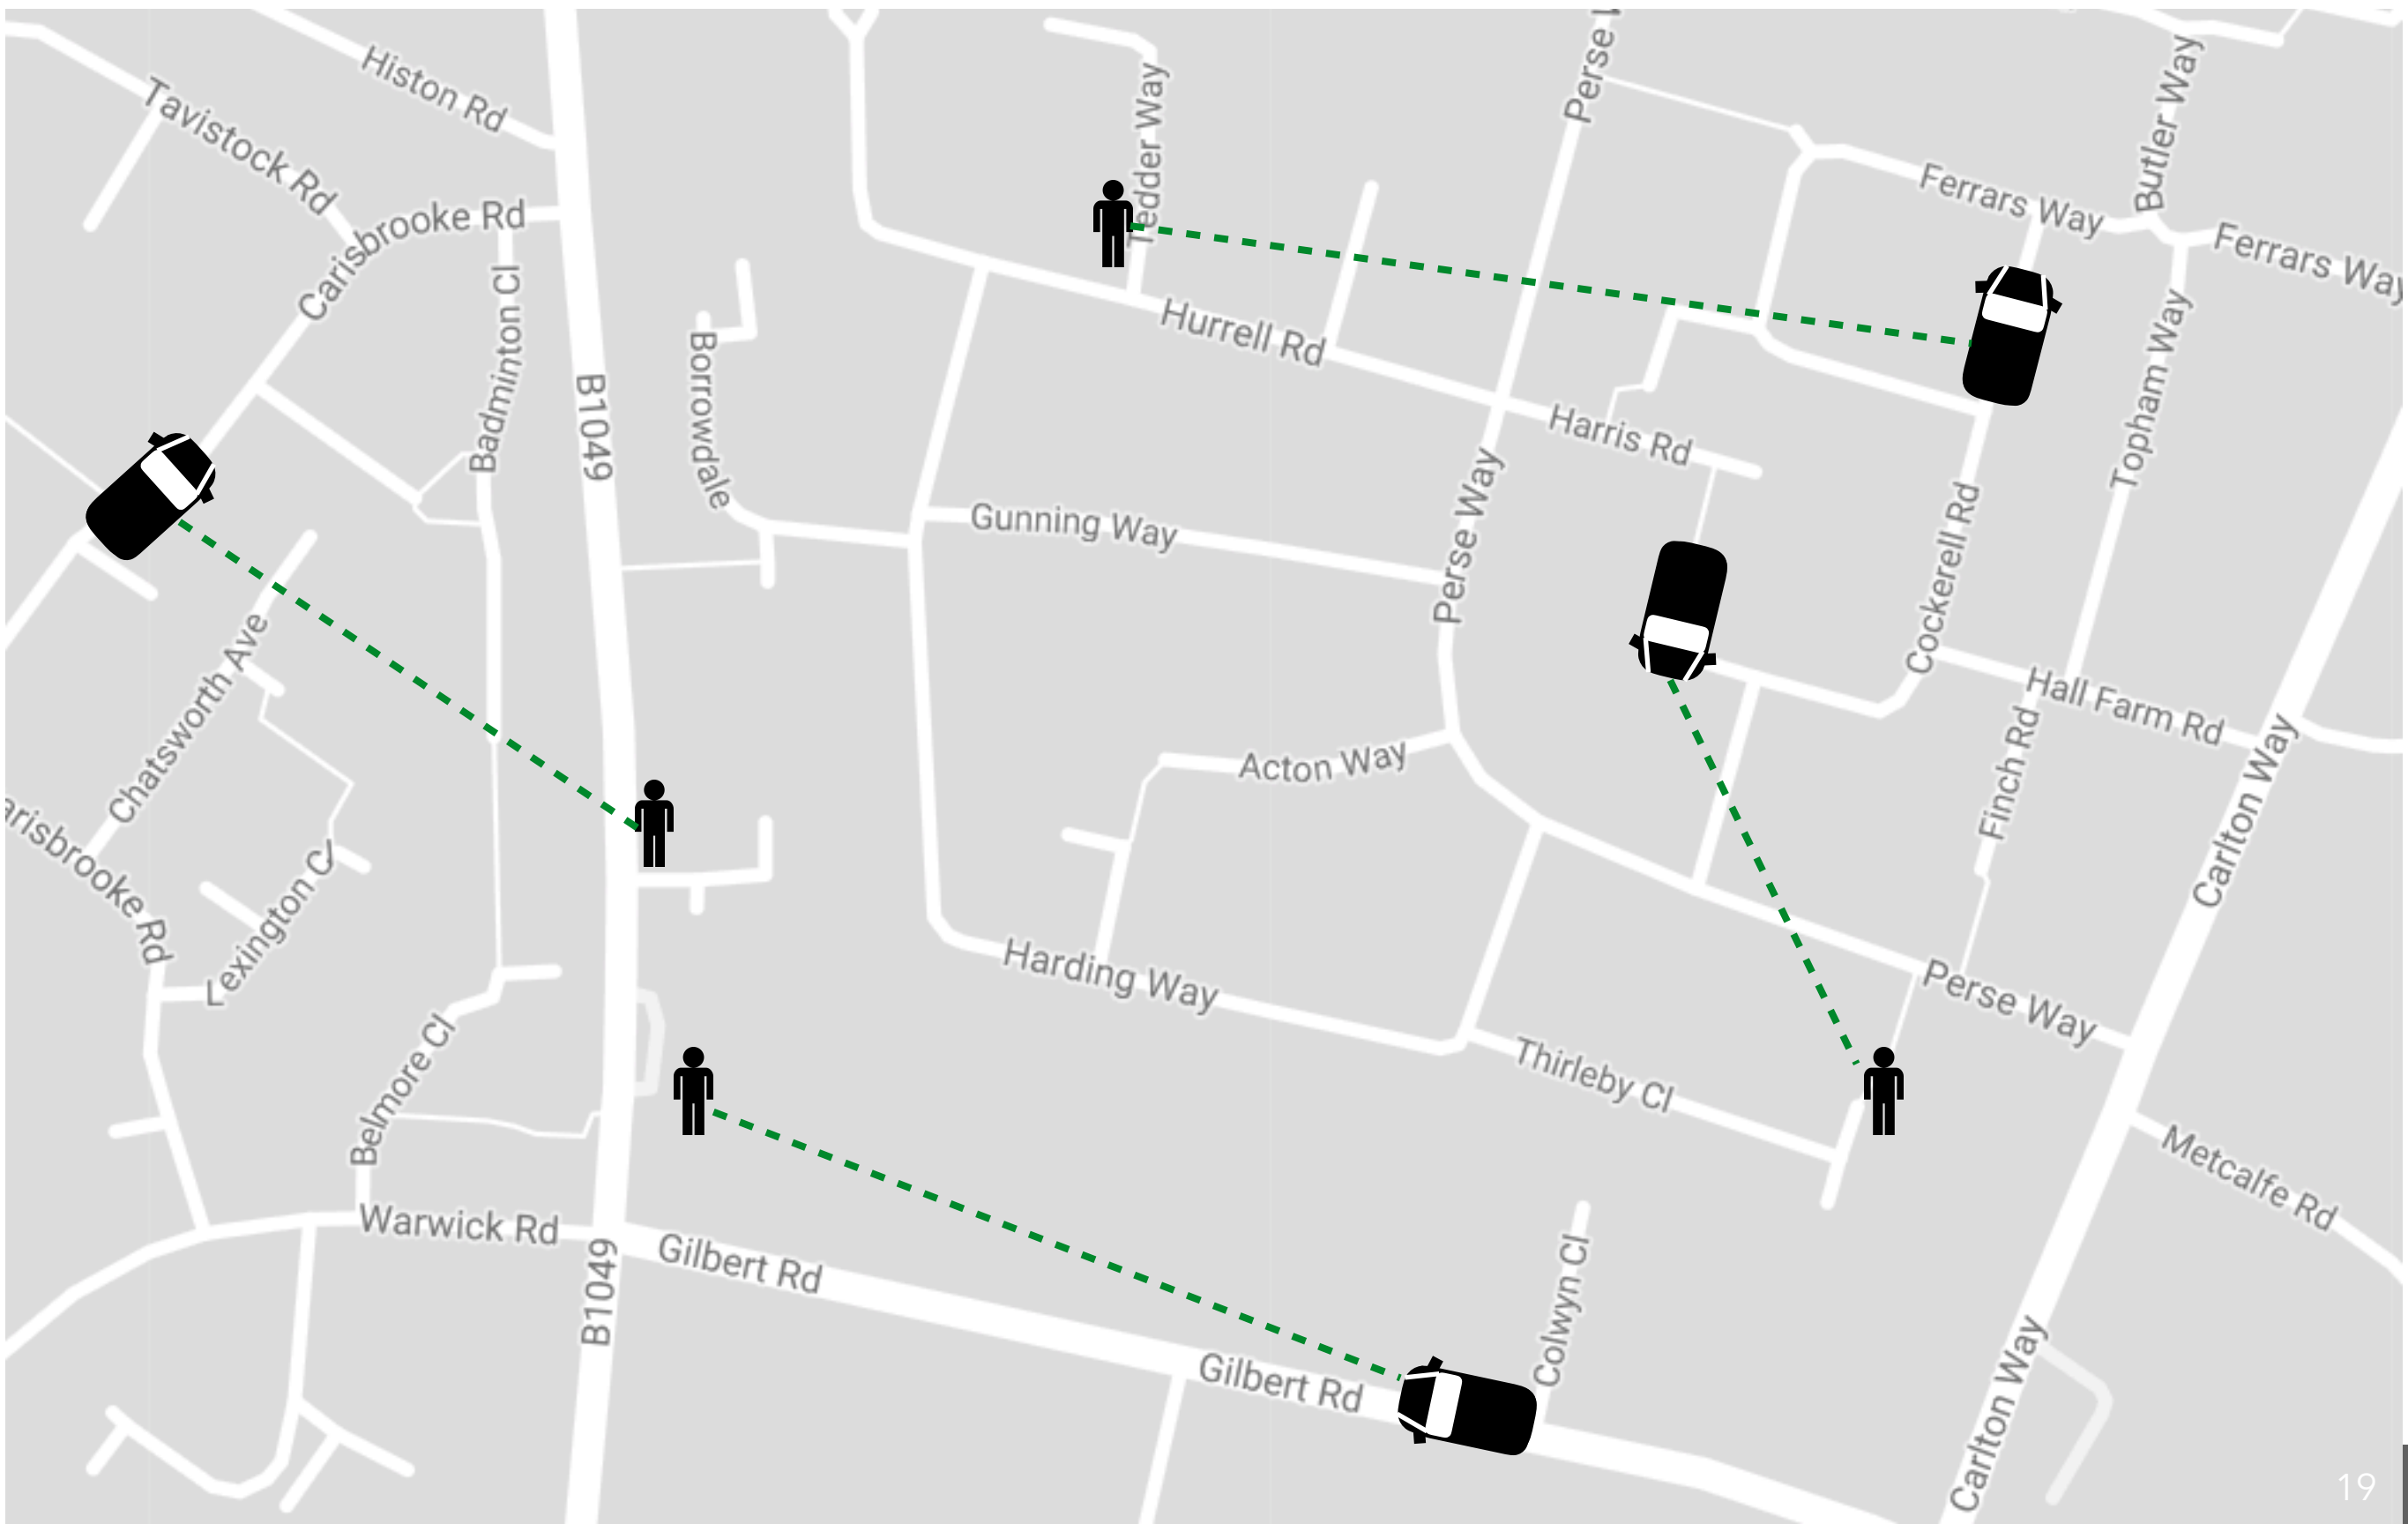 Histon Rd
Tavistock Rd
Carisbrooke Rd
Badminton Cl
B1049
Borrowdale
Tedder Way
Hurrell Rd
Perse
Ferrars Way
Butler Way
Ferrars Way
Harris Rd
Topham Way
Gunning Way
Perse Way
Cockerell Rd
Hall Farm Rd
Finch Rd
Carlton Way
Chatsworth Ave
Acton Way
arisbrooke Rd
Lexington Cl
Harding Way
Perse Way
Thirleby Cl
Belmore Cl
Metcalfe Rd
Warwick Rd
B1049
Gilbert Rd
Colwyn Cl
Gilbert Rd
Carlton Way
19